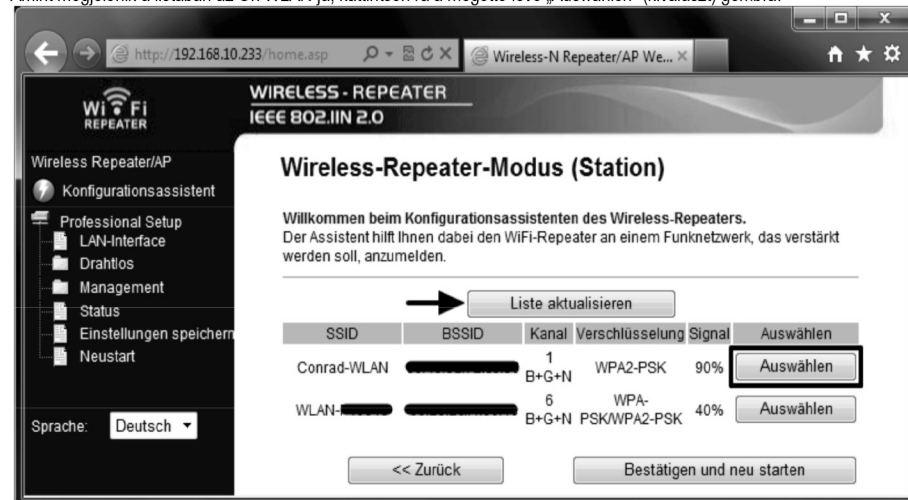 http://192.168.10.233/home.asp
Wireless-N Repeater/AP We...
Wi Fi
REPEATER
WIRELESS - REPEATER
IEEE 802.11N 2.0
Wireless Repeater/AP
Konfigurationsassistent
Professional Setup
LAN-Interface
Drahtlos
Management
Status
Einstellungen speichern
Neustart
Sprache: Deutsch
Wireless-Repeater-Modus (Station)
Willkommen beim Konfigurationsassistenten des Wireless-Repeaters.
Der Assistent hilft Ihnen dabei den WiFi-Repeater an einem Funknetzwerk, das verstärkt
werden soll, anzumelden.
Liste aktualisieren
SSID BSSID Kanal Verschlüsselung Signal Auswählen
Conrad-WLAN 1 B+G+N WPA2-PSK 90% Auswählen
WLAN- 6 B+G+N WPA-PSK/WPA2-PSK 40% Auswählen
<< Zurück
Bestätigen und neu starten